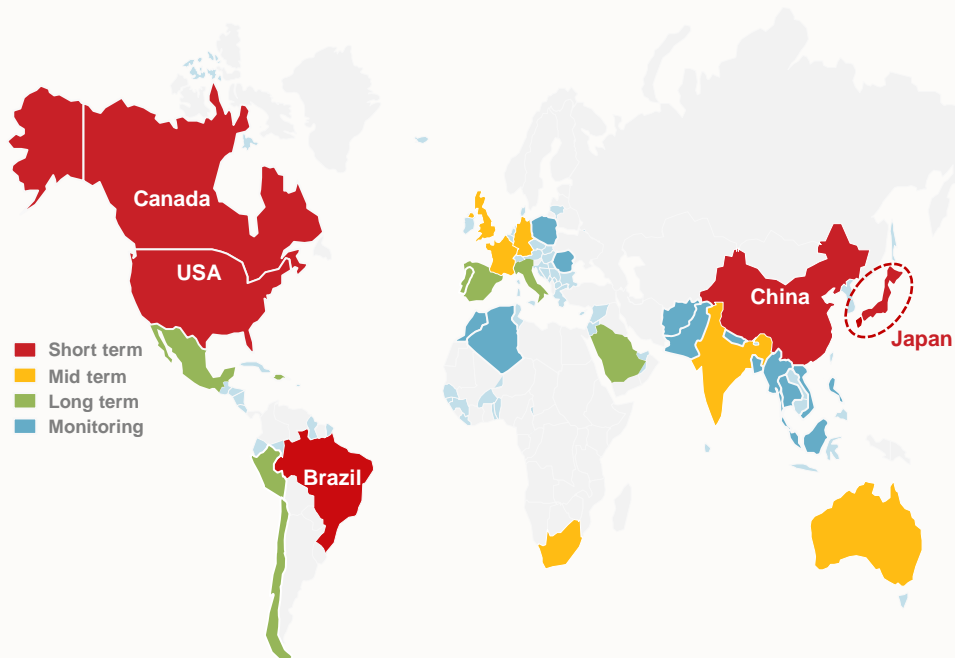 Canada
USA
China
Japan
Short term
Mid term
Long term
Monitoring
Brazil